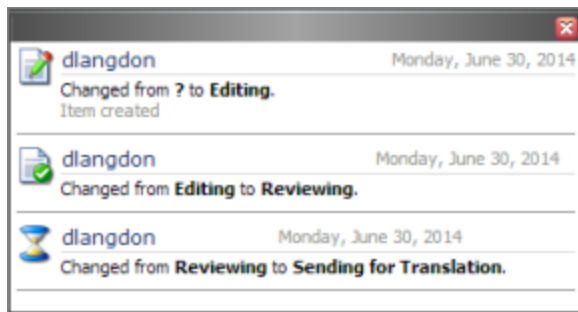 dlangdon Monday, June 30, 2014
Changed from ? to Editing.
Item created
dlangdon Monday, June 30, 2014
Changed from Editing to Reviewing.
dlangdon Monday, June 30, 2014
Changed from Reviewing to Sending for Translation.